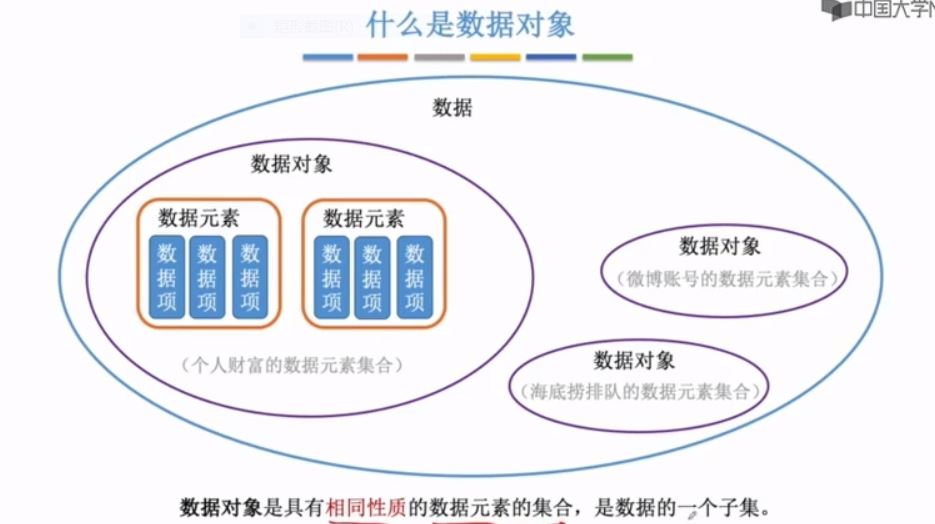 中国大学
什么是数据对象
数据
数据对象
数据元素
数据项
数据项
数据项
数据元素
数据项
数据项
数据项
（个人财富的数据元素集合）
数据对象
（微博账号的数据元素集合）
数据对象
（海底捞排队的数据元素集合）
数据对象是具有相同性质的数据元素的集合，是数据的一个子集。